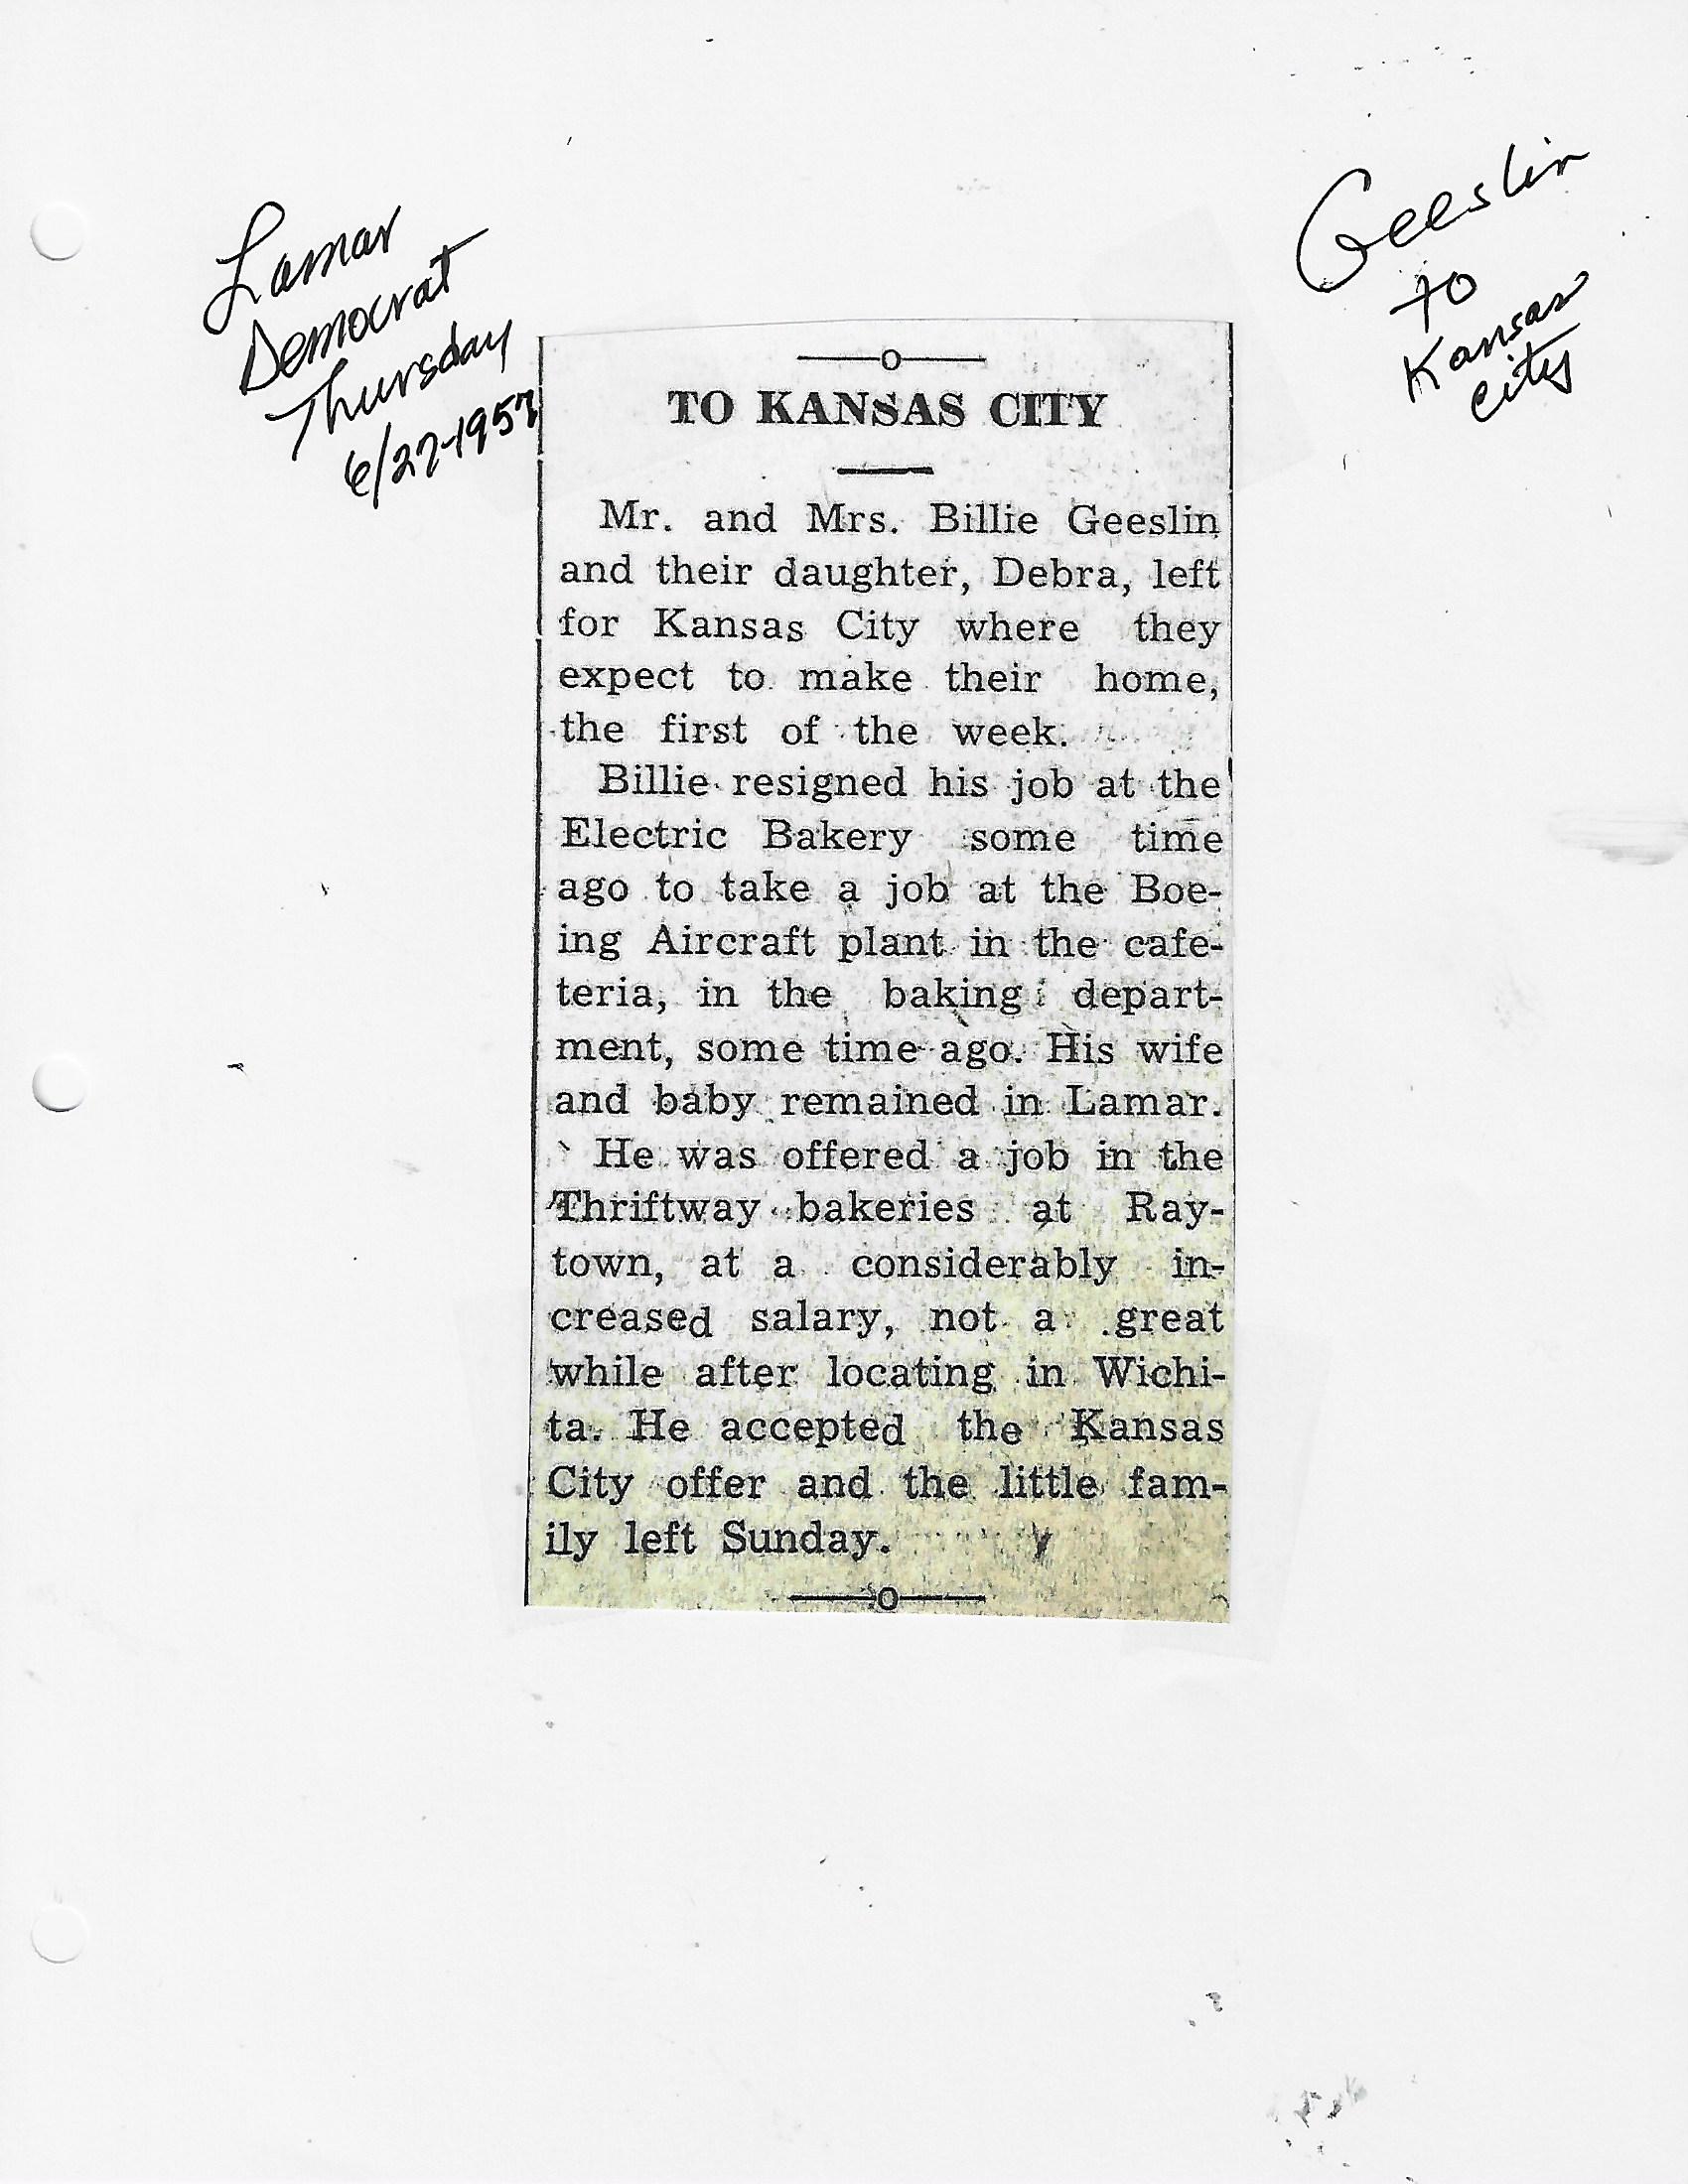 Lamar
Democrat
Thursday
6/27-1957
Geeslin
to
Kansas
City
TO KANSAS CITY
Mr. and Mrs. Billie Geeslin
and their daughter, Debra, left
for Kansas City where they
expect to make their home,
the first of the week.
Billie resigned his job at the
Electric Bakery some time
ago to take a job at the Boe-
ing Aircraft plant in the cafe-
teria, in the baking depart-
ment, some time ago. His wife
and baby remained in Lamar.
He was offered a job in the
Thriftway bakeries at Ray-
town, at a considerably in-
creased salary, not a great
while after locating in Wichi-
ta. He accepted the Kansas
City offer and the little fam-
ily left Sunday.